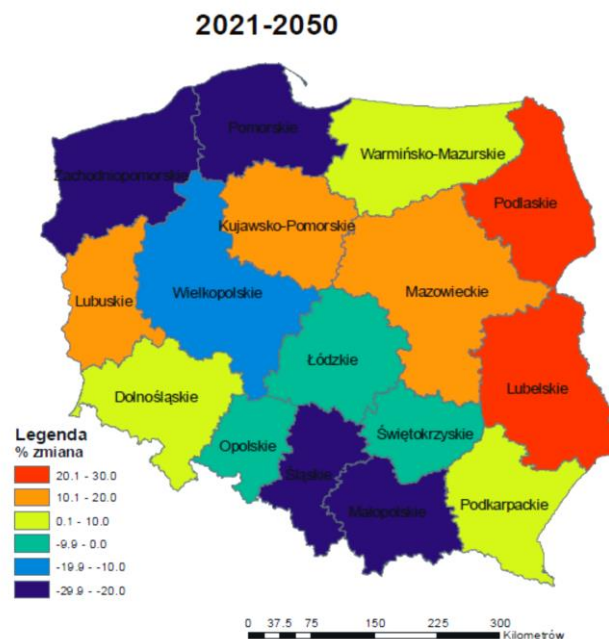 2021-2050
Pomorskie
Warmińsko-Mazurskie
Zachodniopomorskie
Podlaskie
Kujawsko-Pomorskie
Lubuskie
Wielkopolskie
Mazowieckie
Łódzkie
Dolnośląskie
Lubelskie
Opolskie
Świętokrzyskie
Śląskie
Małopolskie
Podkarpackie
Legenda
% zmiana
20.1 - 30.0
10.1 - 20.0
0.1 - 10.0
-9.9 - 0.0
-19.9 - -10.0
-29.9 - -20.0
0 37.5 75 150 225 300
Kilometrów